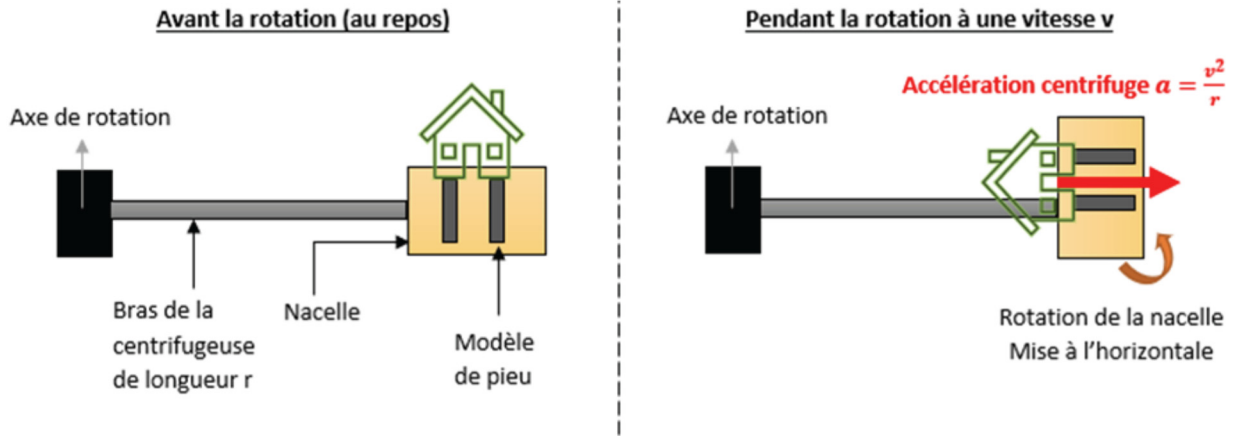 Avant la rotation (au repos)
Axe de rotation
Bras de la
centrifugeuse
de longueur r
Nacelle
Modèle
de pieu
Pendant la rotation à une vitesse v
Accélération centrifuge a = v²/r
Axe de rotation
Rotation de la nacelle
Mise à l'horizontale